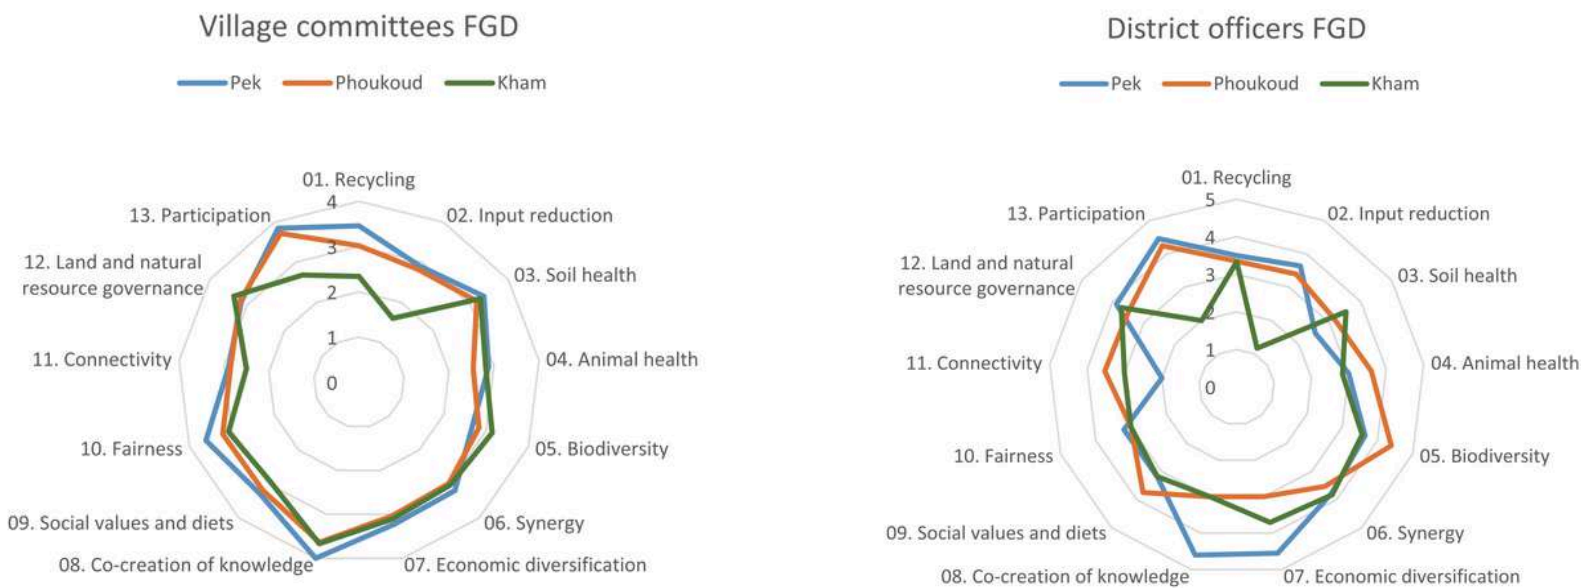 Village committees FGD
Pek Phoukoud Kham
01. Recycling
02. Input reduction
03. Soil health
04. Animal health
05. Biodiversity
06. Synergy
07. Economic diversification
08. Co-creation of knowledge
09. Social values and diets
10. Fairness
11. Connectivity
12. Land and natural
resource governance
13. Participation
4
3
2
1
0
District officers FGD
Pek Phoukoud Kham
01. Recycling
02. Input reduction
03. Soil health
04. Animal health
05. Biodiversity
06. Synergy
07. Economic diversification
08. Co-creation of knowledge
09. Social values and diets
10. Fairness
11. Connectivity
12. Land and natural
resource governance
13. Participation
5
4
3
2
1
0